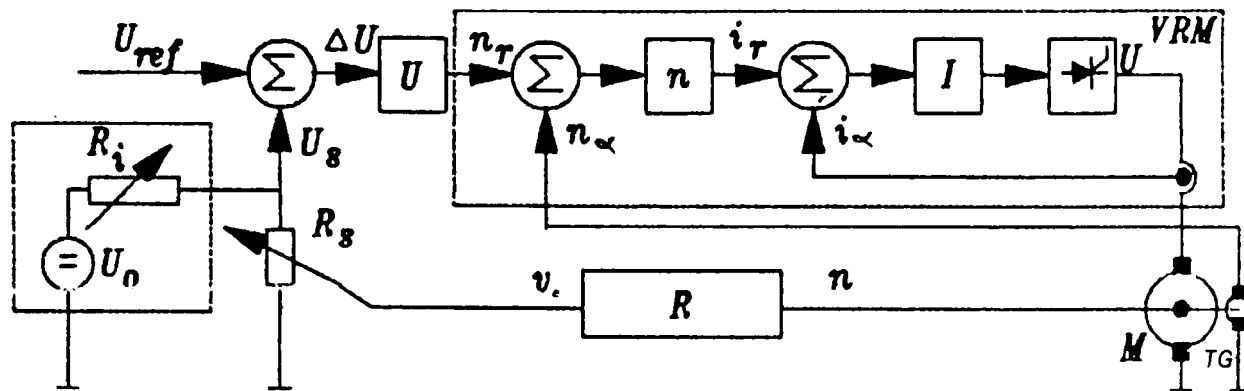 U_ref
ΔU
n_r
i_r
VRM
Σ
U
Σ
n
Σ
I
U
R_i
U_8
n_α
i_α
= U_0
R_8
v_c
R
n
M
TG